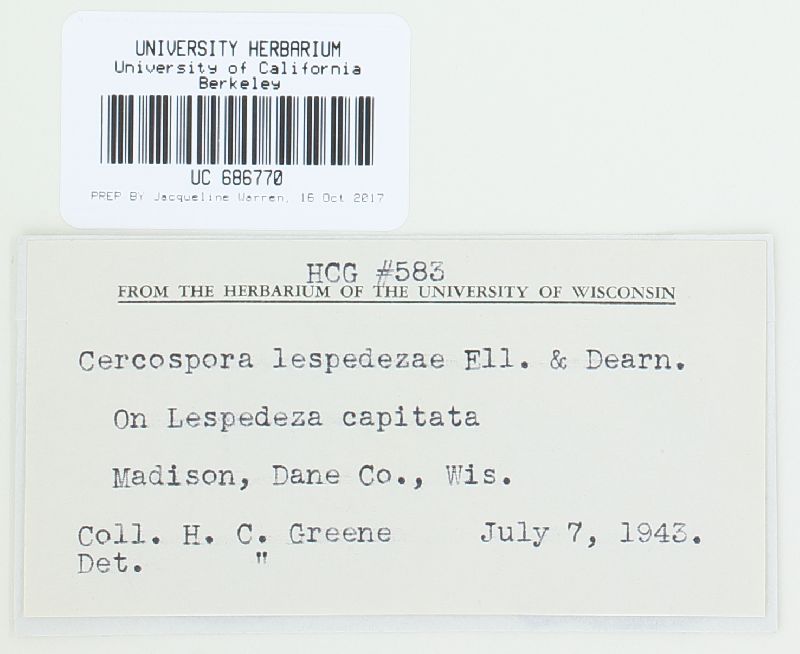 UNIVERSITY HERBARIUM
University of California
Berkeley
UC 686770
PREP BY Jacqueline Warren, 16 Oct 2017
HCG #583
FROM THE HERBARIUM OF THE UNIVERSITY OF WISCONSIN
Cercospora lespedezae Ell. & Dearn.
On Lespedeza capitata
Madison, Dane Co., Wis.
Coll. H. C. Greene July 7, 1943.
Det. "